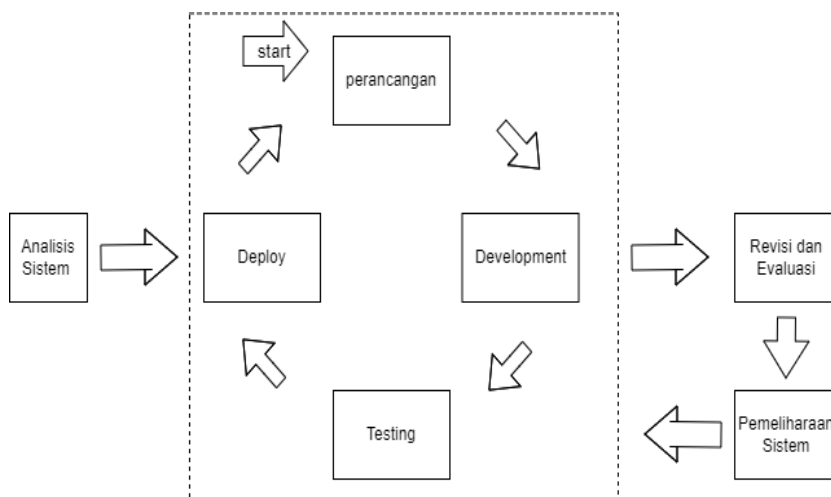 start
perancangan
Analisis
Sistem
Deploy
Development
Revisi dan
Evaluasi
Testing
Pemeliharaan
Sistem